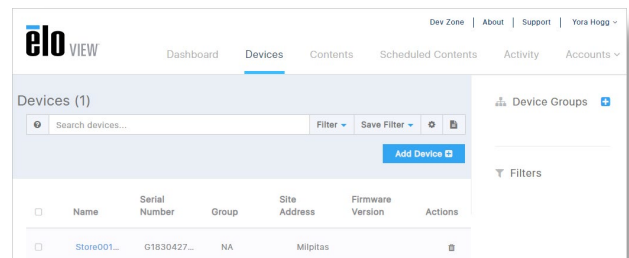 Dev Zone | About | Support | Yora Hogg
ēlo VIEW
Dashboard Devices Contents Scheduled Contents Activity Accounts
Devices (1)
Device Groups
Search devices... Filter Save Filter
Add Device
Filters
Name Serial Number Group Site Address Firmware Version Actions
Store001... G1830427... NA Milpitas